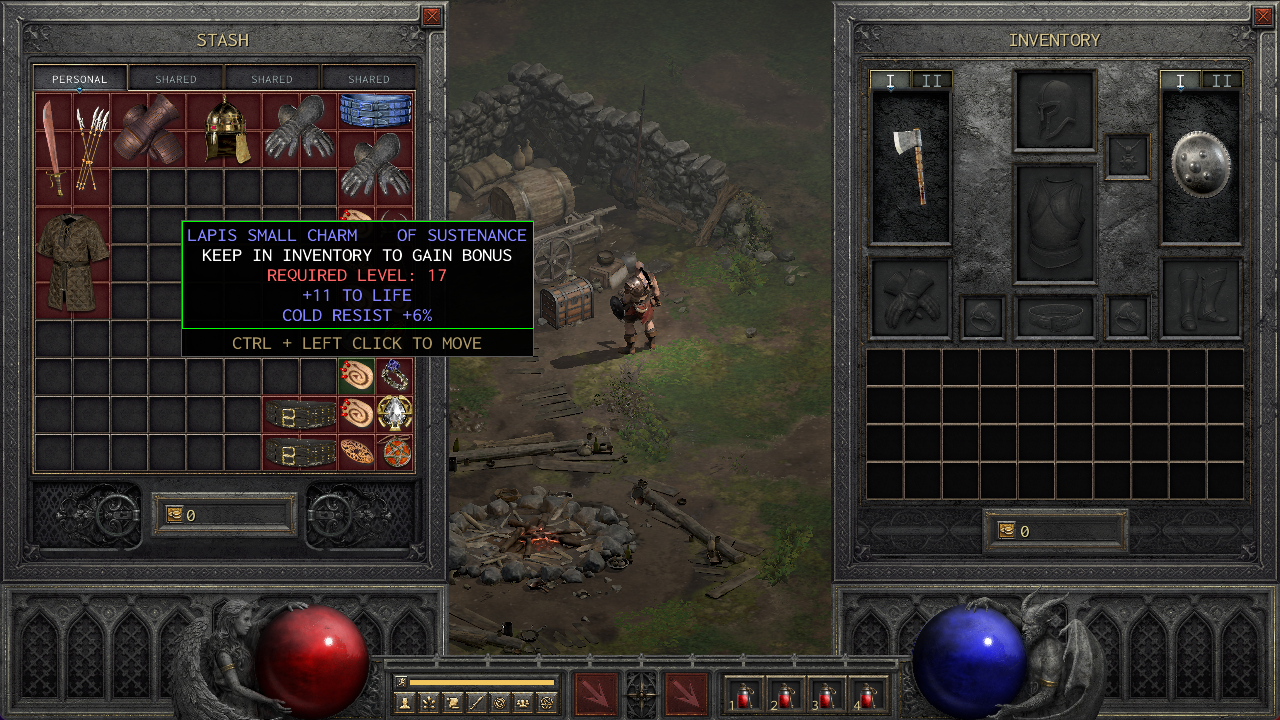 STASH
PERSONAL SHARED SHARED SHARED
LAPIS SMALL CHARM OF SUSTENANCE
KEEP IN INVENTORY TO GAIN BONUS
REQUIRED LEVEL: 17
+11 TO LIFE
COLD RESIST +6%
CTRL + LEFT CLICK TO MOVE
0
INVENTORY
I II
I II
0
1 2 3 4